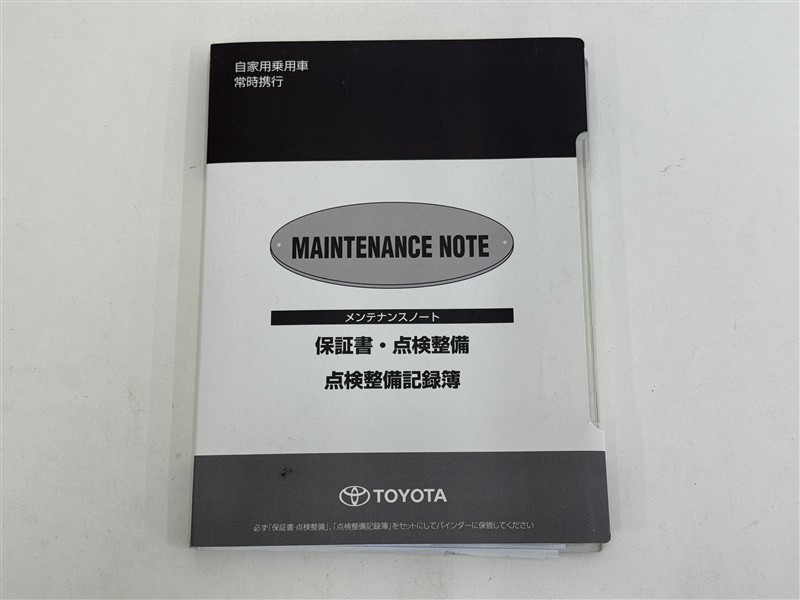 自家用乗用車
常時携行
MAINTENANCE NOTE
メンテナンスノート
保証書・点検整備
点検整備記録簿
TOYOTA
必ず「保証書・点検整備」、「点検整備記録簿」をセットにしてバインダーに保管してください